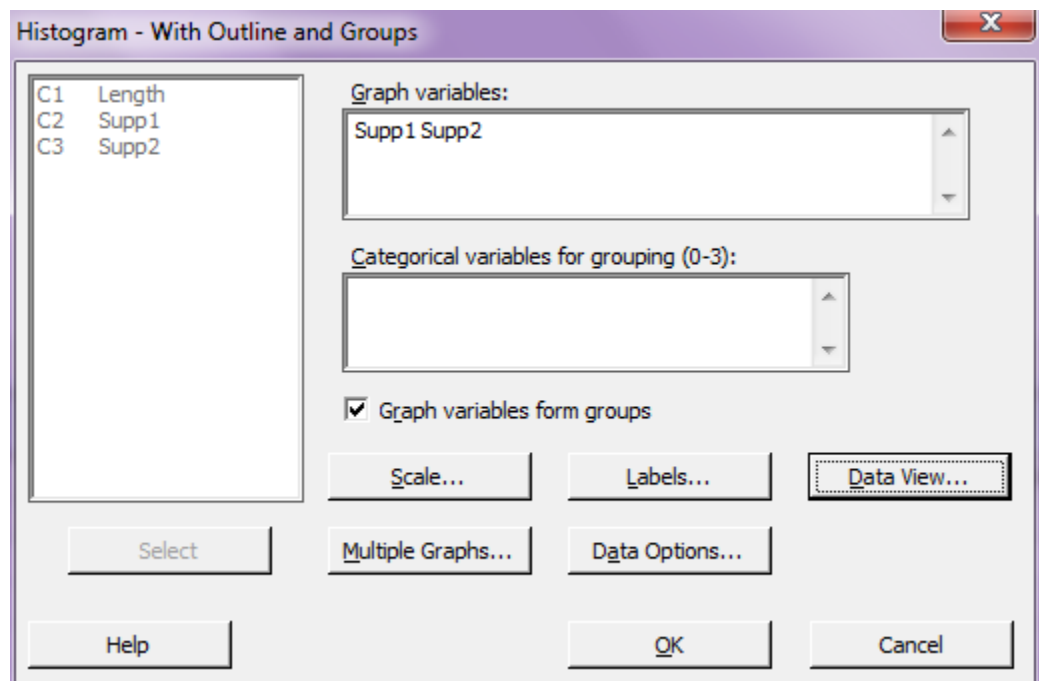 Histogram - With Outline and Groups
C1 Length
C2 Supp1
C3 Supp2
Graph variables:
Supp1 Supp2
Categorical variables for grouping (0-3):
Graph variables form groups
Scale...
Labels...
Data View...
Select
Multiple Graphs...
Data Options...
Help
OK
Cancel